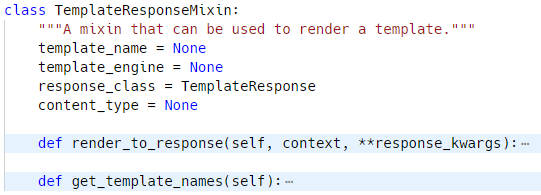 class TemplateResponseMixin:
    """A mixin that can be used to render a template."""
    template_name = None
    template_engine = None
    response_class = TemplateResponse
    content_type = None
    def render_to_response(self, context, **response_kwargs):⋯
    def get_template_names(self):⋯